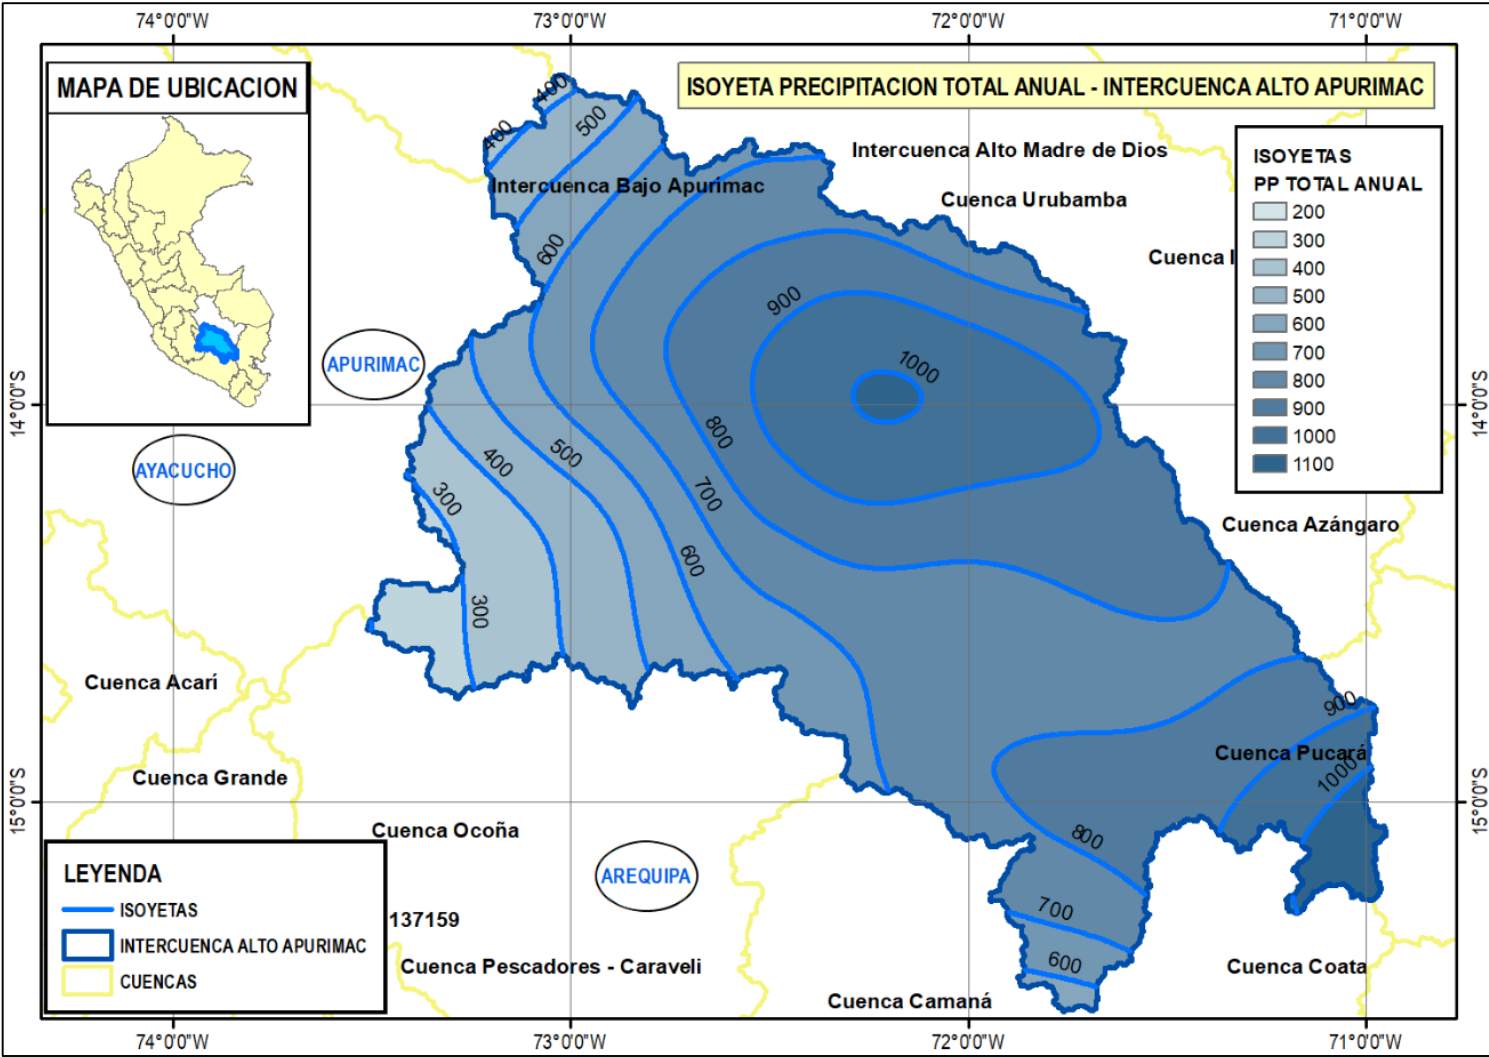 74°0'0"W
73°0'0"W
72°0'0"W
71°0'0"W
MAPA DE UBICACION
ISOYETA PRECIPITACION TOTAL ANUAL - INTERCUENCA ALTO APURIMAC
ISOYETAS
PP TOTAL ANUAL
200
300
400
500
600
700
800
900
1000
1100
400
400
500
Intercuenca Alto Madre de Dios
Intercuenca Bajo Apurímac
Cuenca Urubamba
600
Cuenca I
900
APURIMAC
1000
14°0'0"S
14°0'0"S
800
500
400
AYACUCHO
700
300
Cuenca Azángaro
600
300
Cuenca Acarí
900
Cuenca Pucará
Cuenca Grande
1000
15°0'0"S
15°0'0"S
Cuenca Ocoña
800
LEYENDA
ISOYETAS
INTERCUENCA ALTO APURIMAC
CUENCAS
AREQUIPA
137159
700
600
Cuenca Pescadores - Caraveli
Cuenca Coata
Cuenca Camaná
74°0'0"W
73°0'0"W
72°0'0"W
71°0'0"W